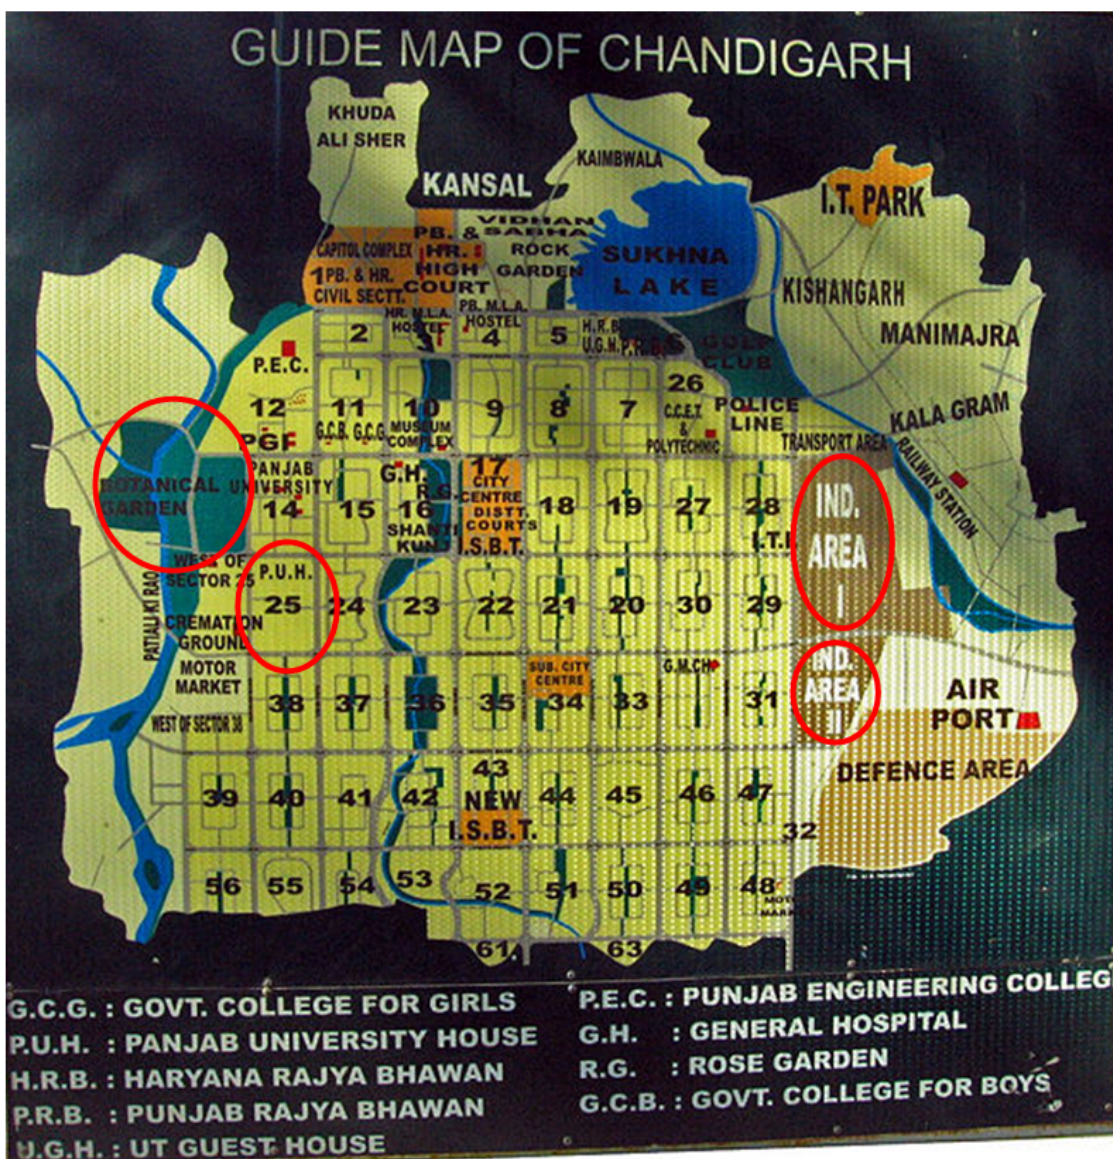 GUIDE MAP OF CHANDIGARH
KHUDA
ALI SHER
KAIMBWALA
KANSAL
I.T. PARK
VIDHAN
SABHA
PB. &
HR.
HIGH
COURT
CAPITOL COMPLEX
1 PB. & HR.
CIVIL SECTT.
ROCK
GARDEN
SUKHNA
LAKE
KISHANGARH
MANIMAJRA
HR. M.L.A.
HOSTEL
PB. M.L.A.
HOSTEL
2
3
4
5
H.R.B.
U.G.H.
P.R.B.
6
GOLF
CLUB
P.E.C.
26
12
11
10
9
8
7
C.C.E.T.
&
POLYTECHNIC
POLICE
LINE
KALA GRAM
PGI
G.C.B.
G.C.G.
MUSEUM
COMPLEX
TRANSPORT AREA
RAILWAY STATION
BOTANICAL
GARDEN
PANJAB
UNIVERSITY
14
15
G.H.
R.G.
16
SHANTI
KUNJ
17
CITY
CENTRE
DISTT.
COURTS
I.S.B.T.
18
19
27
28
I.T.I.
IND.
AREA
I
WEST OF
SECTOR 25
P.U.H.
25
24
23
22
21
20
30
29
PATIALI KI RAO
CREMATION
GROUND
MOTOR
MARKET
WEST OF SECTOR 38
38
37
36
35
SUB. CITY
CENTRE
34
33
G.M.CH.
31
IND.
AREA
II
AIR
PORT
DEFENCE AREA
39
40
41
42
43
NEW
I.S.B.T.
44
45
46
47
32
56
55
54
53
52
51
50
49
48
61
63
G.C.G. : GOVT. COLLEGE FOR GIRLS
P.U.H. : PANJAB UNIVERSITY HOUSE
H.R.B. : HARYANA RAJYA BHAWAN
P.R.B. : PUNJAB RAJYA BHAWAN
U.G.H. : UT GUEST HOUSE
P.E.C. : PUNJAB ENGINEERING COLLEG
G.H. : GENERAL HOSPITAL
R.G. : ROSE GARDEN
G.C.B. : GOVT. COLLEGE FOR BOYS